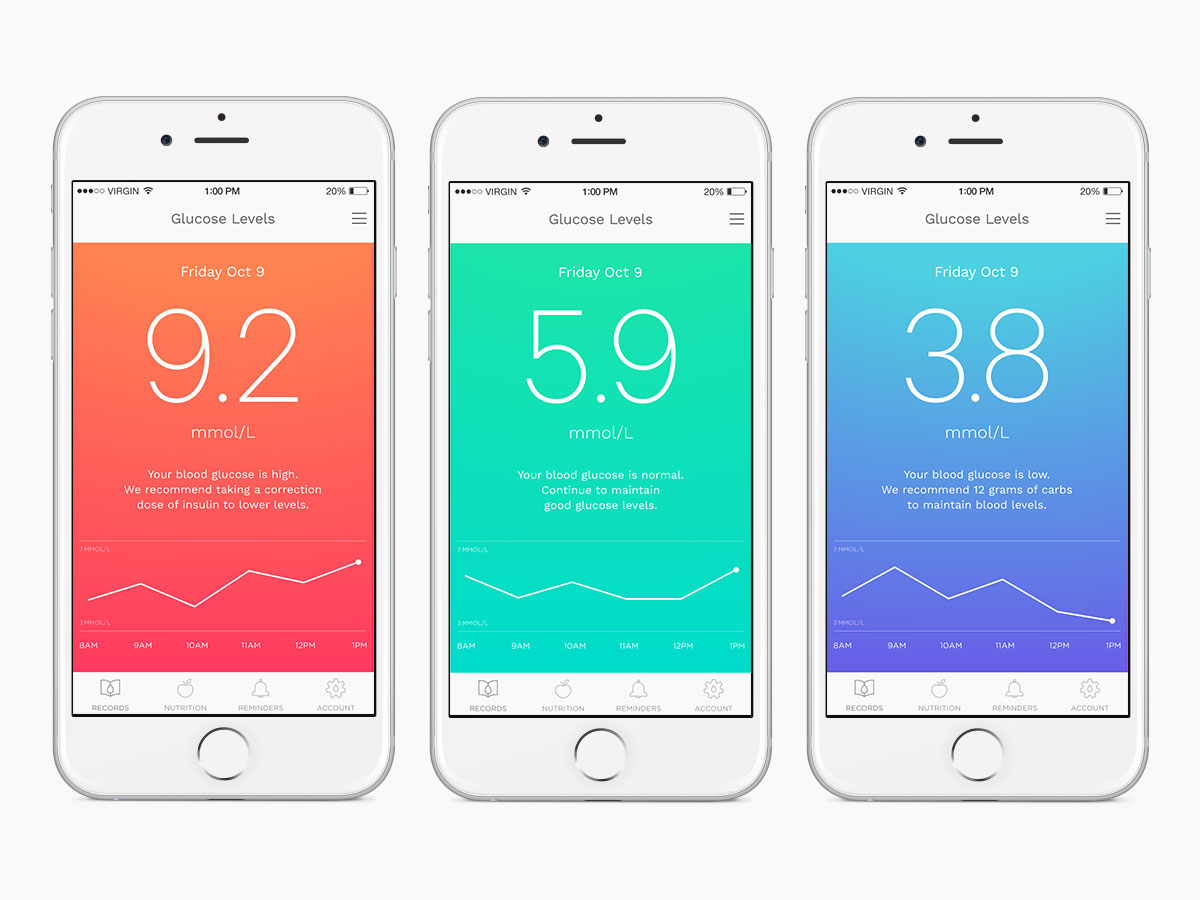 VIRGIN
1:00 PM
20%
Glucose Levels
Friday Oct 9
9.2
mmol/L
Your blood glucose is high.
We recommend taking a correction
dose of insulin to lower levels.
7 MMOL/L
3 MMOL/L
8AM 9AM 10AM 11AM 12PM 1PM
RECORDS NUTRITION REMINDERS ACCOUNT
VIRGIN
1:00 PM
20%
Glucose Levels
Friday Oct 9
5.9
mmol/L
Your blood glucose is normal.
Continue to maintain
good glucose levels.
7 MMOL/L
3 MMOL/L
8AM 9AM 10AM 11AM 12PM 1PM
RECORDS NUTRITION REMINDERS ACCOUNT
VIRGIN
1:00 PM
20%
Glucose Levels
Friday Oct 9
3.8
mmol/L
Your blood glucose is low.
We recommend 12 grams of carbs
to maintain blood levels.
7 MMOL/L
3 MMOL/L
8AM 9AM 10AM 11AM 12PM 1PM
RECORDS NUTRITION REMINDERS ACCOUNT